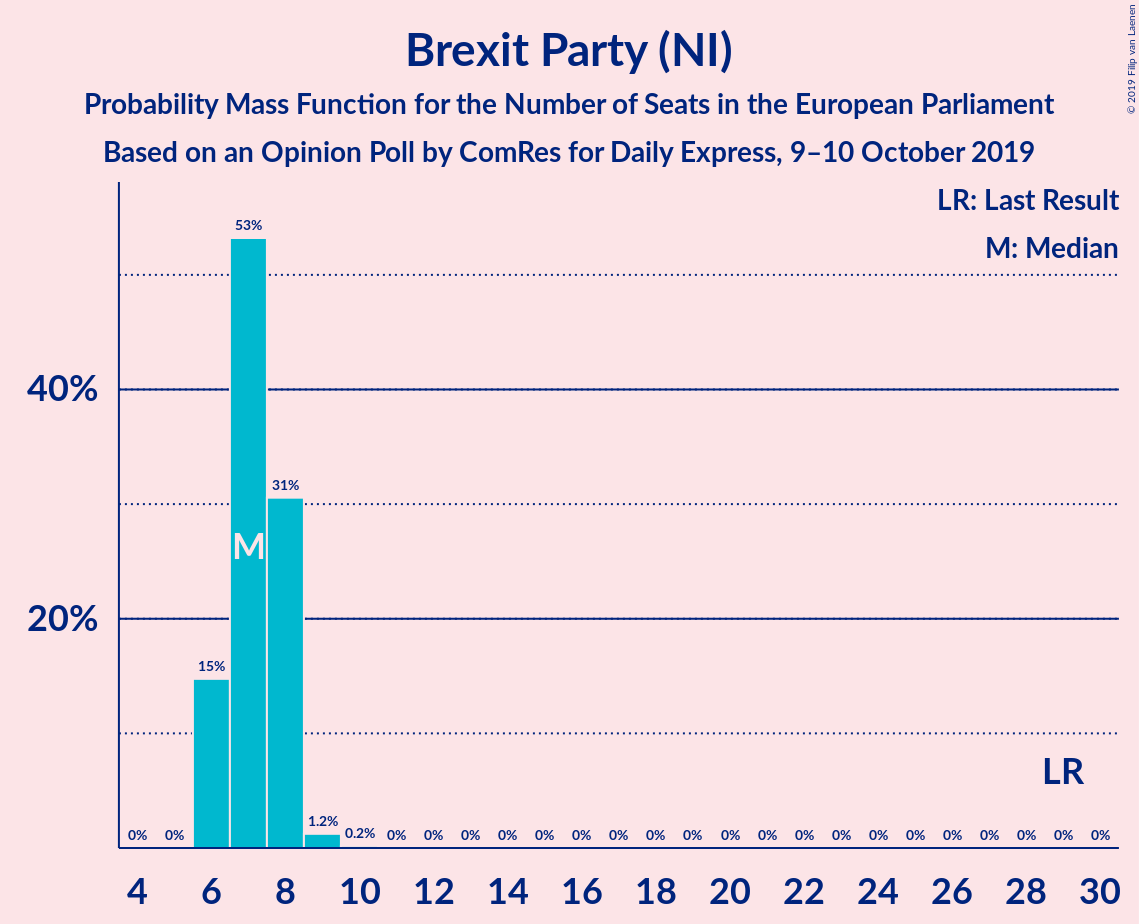 Brexit Party (NI)
Probability Mass Function for the Number of Seats in the European Parliament
Based on an Opinion Poll by ComRes for Daily Express, 9–10 October 2019
© 2019 Filip van Laenen
LR: Last Result
M: Median
53%
40%
31%
M
20%
15%
LR
0% 0% 1.2% 0.2% 0% 0% 0% 0% 0% 0% 0% 0% 0% 0% 0% 0% 0% 0% 0% 0% 0% 0% 0% 0%
4 6 8 10 12 14 16 18 20 22 24 26 28 30